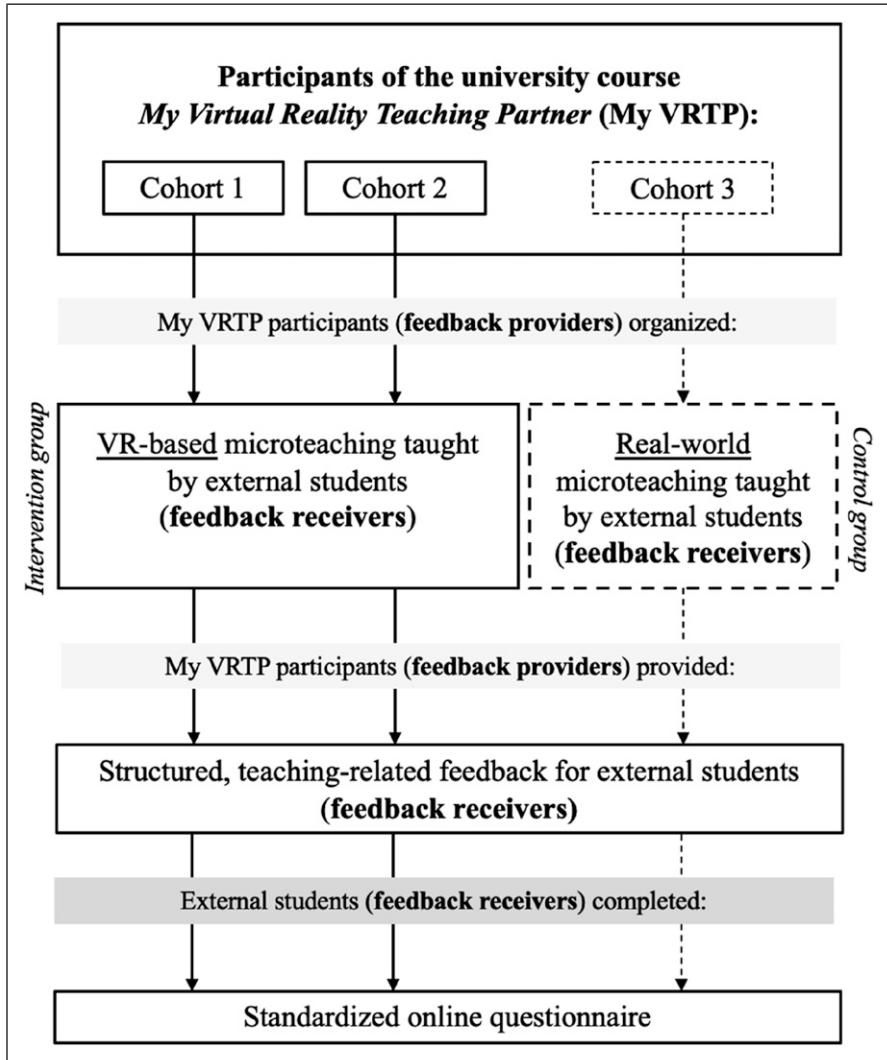 Participants of the university course
My Virtual Reality Teaching Partner (My VRTP):
Cohort 1
Cohort 2
Cohort 3
My VRTP participants (feedback providers) organized:
Intervention group
VR-based microteaching taught
by external students
(feedback receivers)
Real-world
microteaching taught
by external students
(feedback receivers)
Control group
My VRTP participants (feedback providers) provided:
Structured, teaching-related feedback for external students
(feedback receivers)
External students (feedback receivers) completed:
Standardized online questionnaire